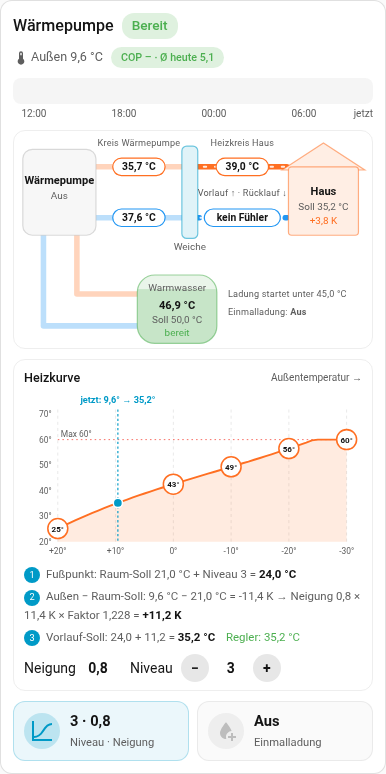 Wärmepumpe Bereit
Außen 9,6 °C COP – · Ø heute 5,1
12:00 18:00 00:00 06:00 jetzt
Kreis Wärmepumpe Heizkreis Haus
35,7 °C 39,0 °C
Wärmepumpe
Aus
Vorlauf ↑ · Rücklauf ↓
Haus
Soll 35,2 °C
+3,8 K
37,6 °C kein Fühler
Weiche
Warmwasser
46,9 °C
Soll 50,0 °C
bereit
Ladung startet unter 45,0 °C
Einmalladung: Aus
Heizkurve Außentemperatur →
jetzt: 9,6° → 35,2°
70°
60° Max 60° 60°
50° 56°
49°
40° 43°
30°
25°
20°
+20° +10° 0° -10° -20° -30°
1 Fußpunkt: Raum-Soll 21,0 °C + Niveau 3 = 24,0 °C
2 Außen − Raum-Soll: 9,6 °C − 21,0 °C = -11,4 K → Neigung 0,8 ×
11,4 K × Faktor 1,228 = +11,2 K
3 Vorlauf-Soll: 24,0 + 11,2 = 35,2 °C Regler: 35,2 °C
Neigung 0,8 Niveau − 3 +
3 · 0,8
Niveau · Neigung
Aus
Einmalladung